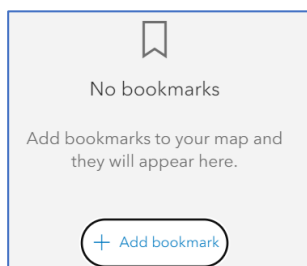 No bookmarks
Add bookmarks to your map and
they will appear here.
+ Add bookmark